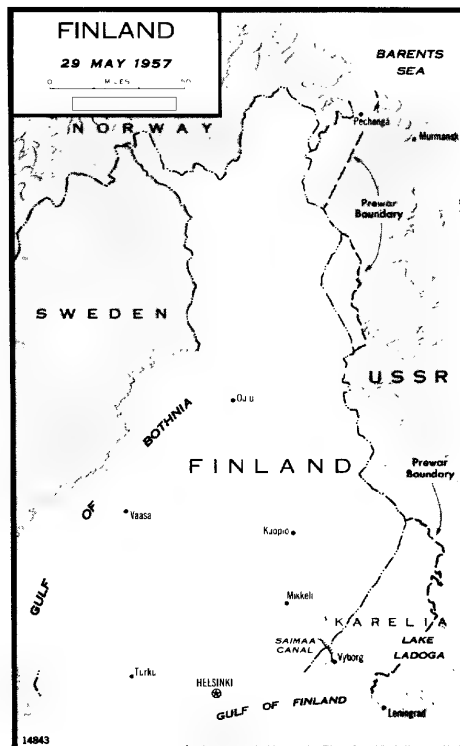 FINLAND
29 MAY 1957
0 MILES 50
BARENTS
SEA
NORWAY
Pechenga
Murmansk
Prewar
Boundary
SWEDEN
USSR
Oulu
BOTHNIA
FINLAND
Prewar
Boundary
OF
Vaasa
Kuopio
GULF
Mikkeli
KARELIA
SAIMAA
CANAL
LAKE
LADOGA
Vyborg
Turku
HELSINKI
GULF OF FINLAND
Leningrad
14843